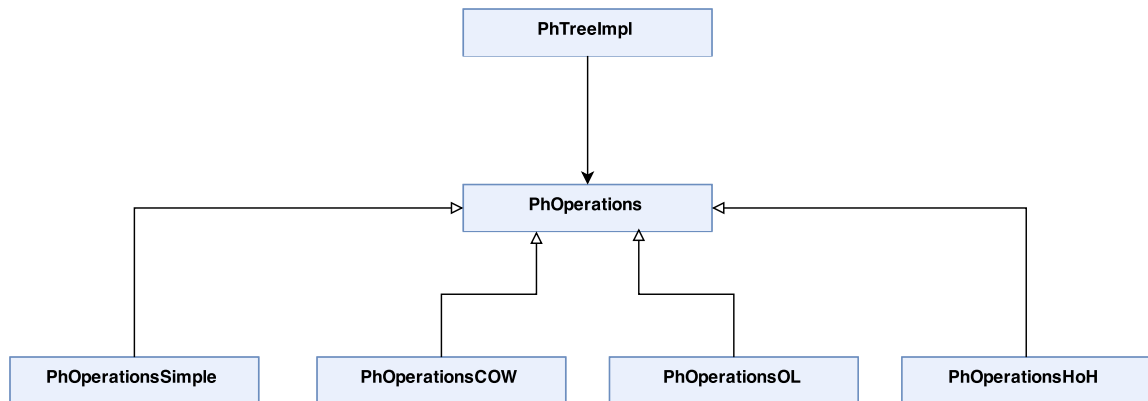 PhTreeImpl
PhOperations
PhOperationsSimple
PhOperationsCOW
PhOperationsOL
PhOperationsHoH